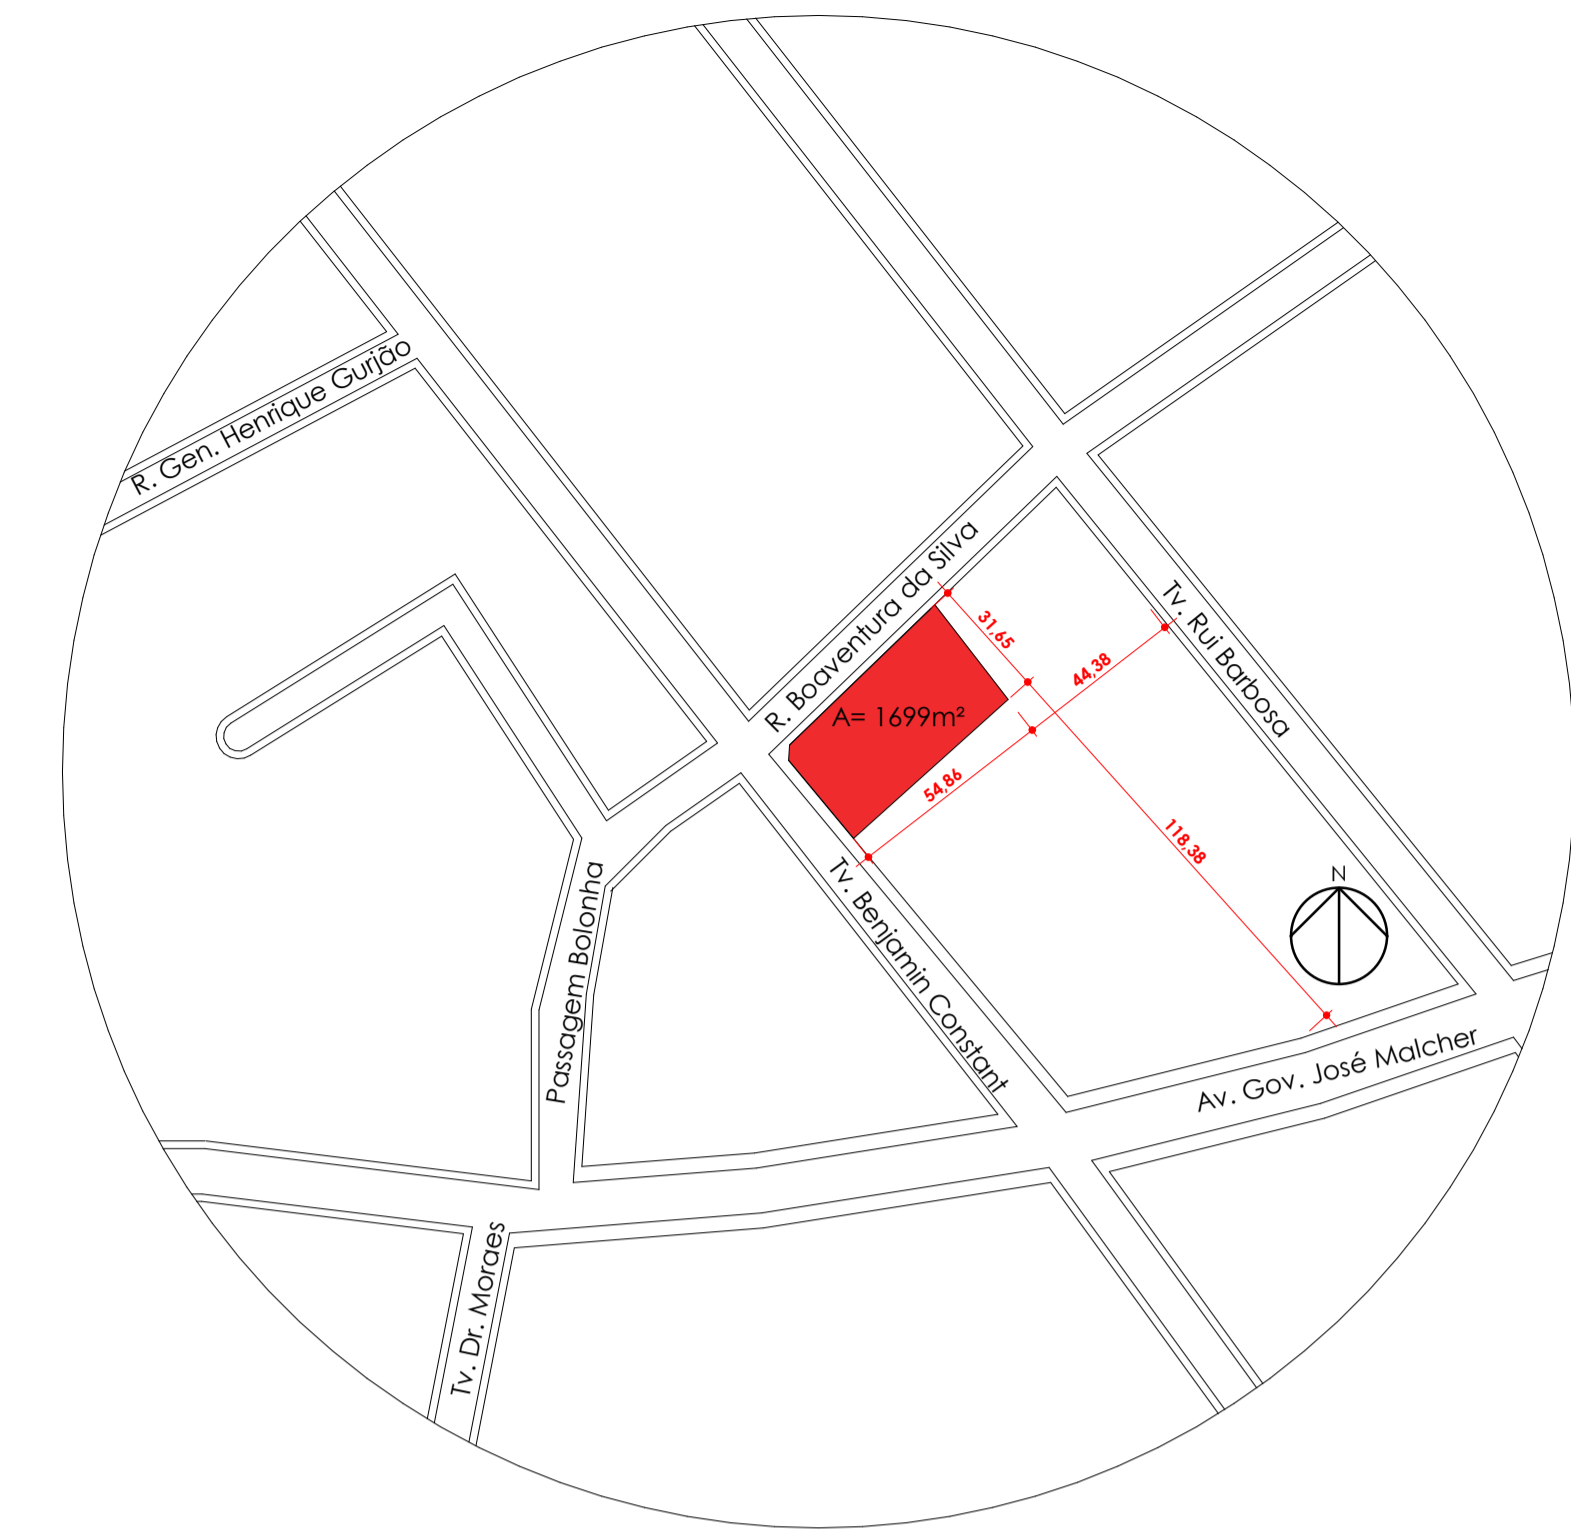 R. Gen. Henrique Gurjão
R. Boaventura da Silva
31,65
44,38
Tv. Rui Barbosa
A= 1699m²
54,86
118,38
N
Tv. Benjamin Constant
Passagem Bolonha
Av. Gov. José Malcher
Tv. Dr. Moraes